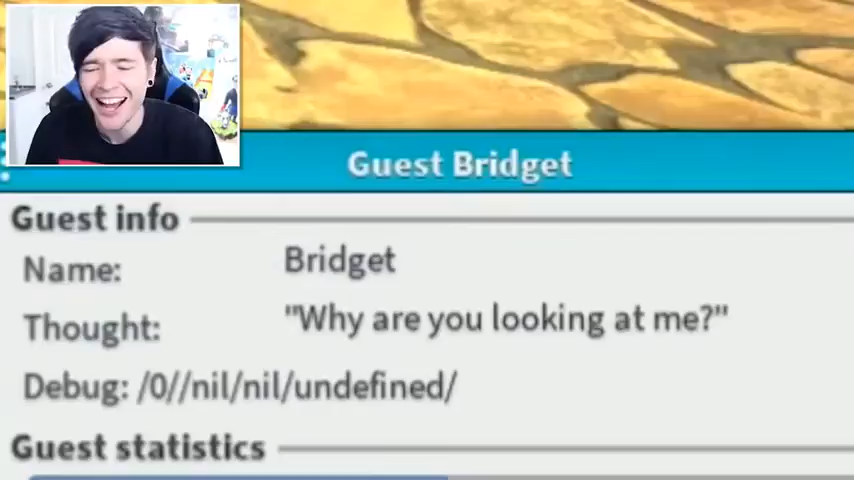 Guest Bridget
Guest info
Name: Bridget
Thought: "Why are you looking at me?"
Debug: /0//nil/nil/undefined/
Guest statistics